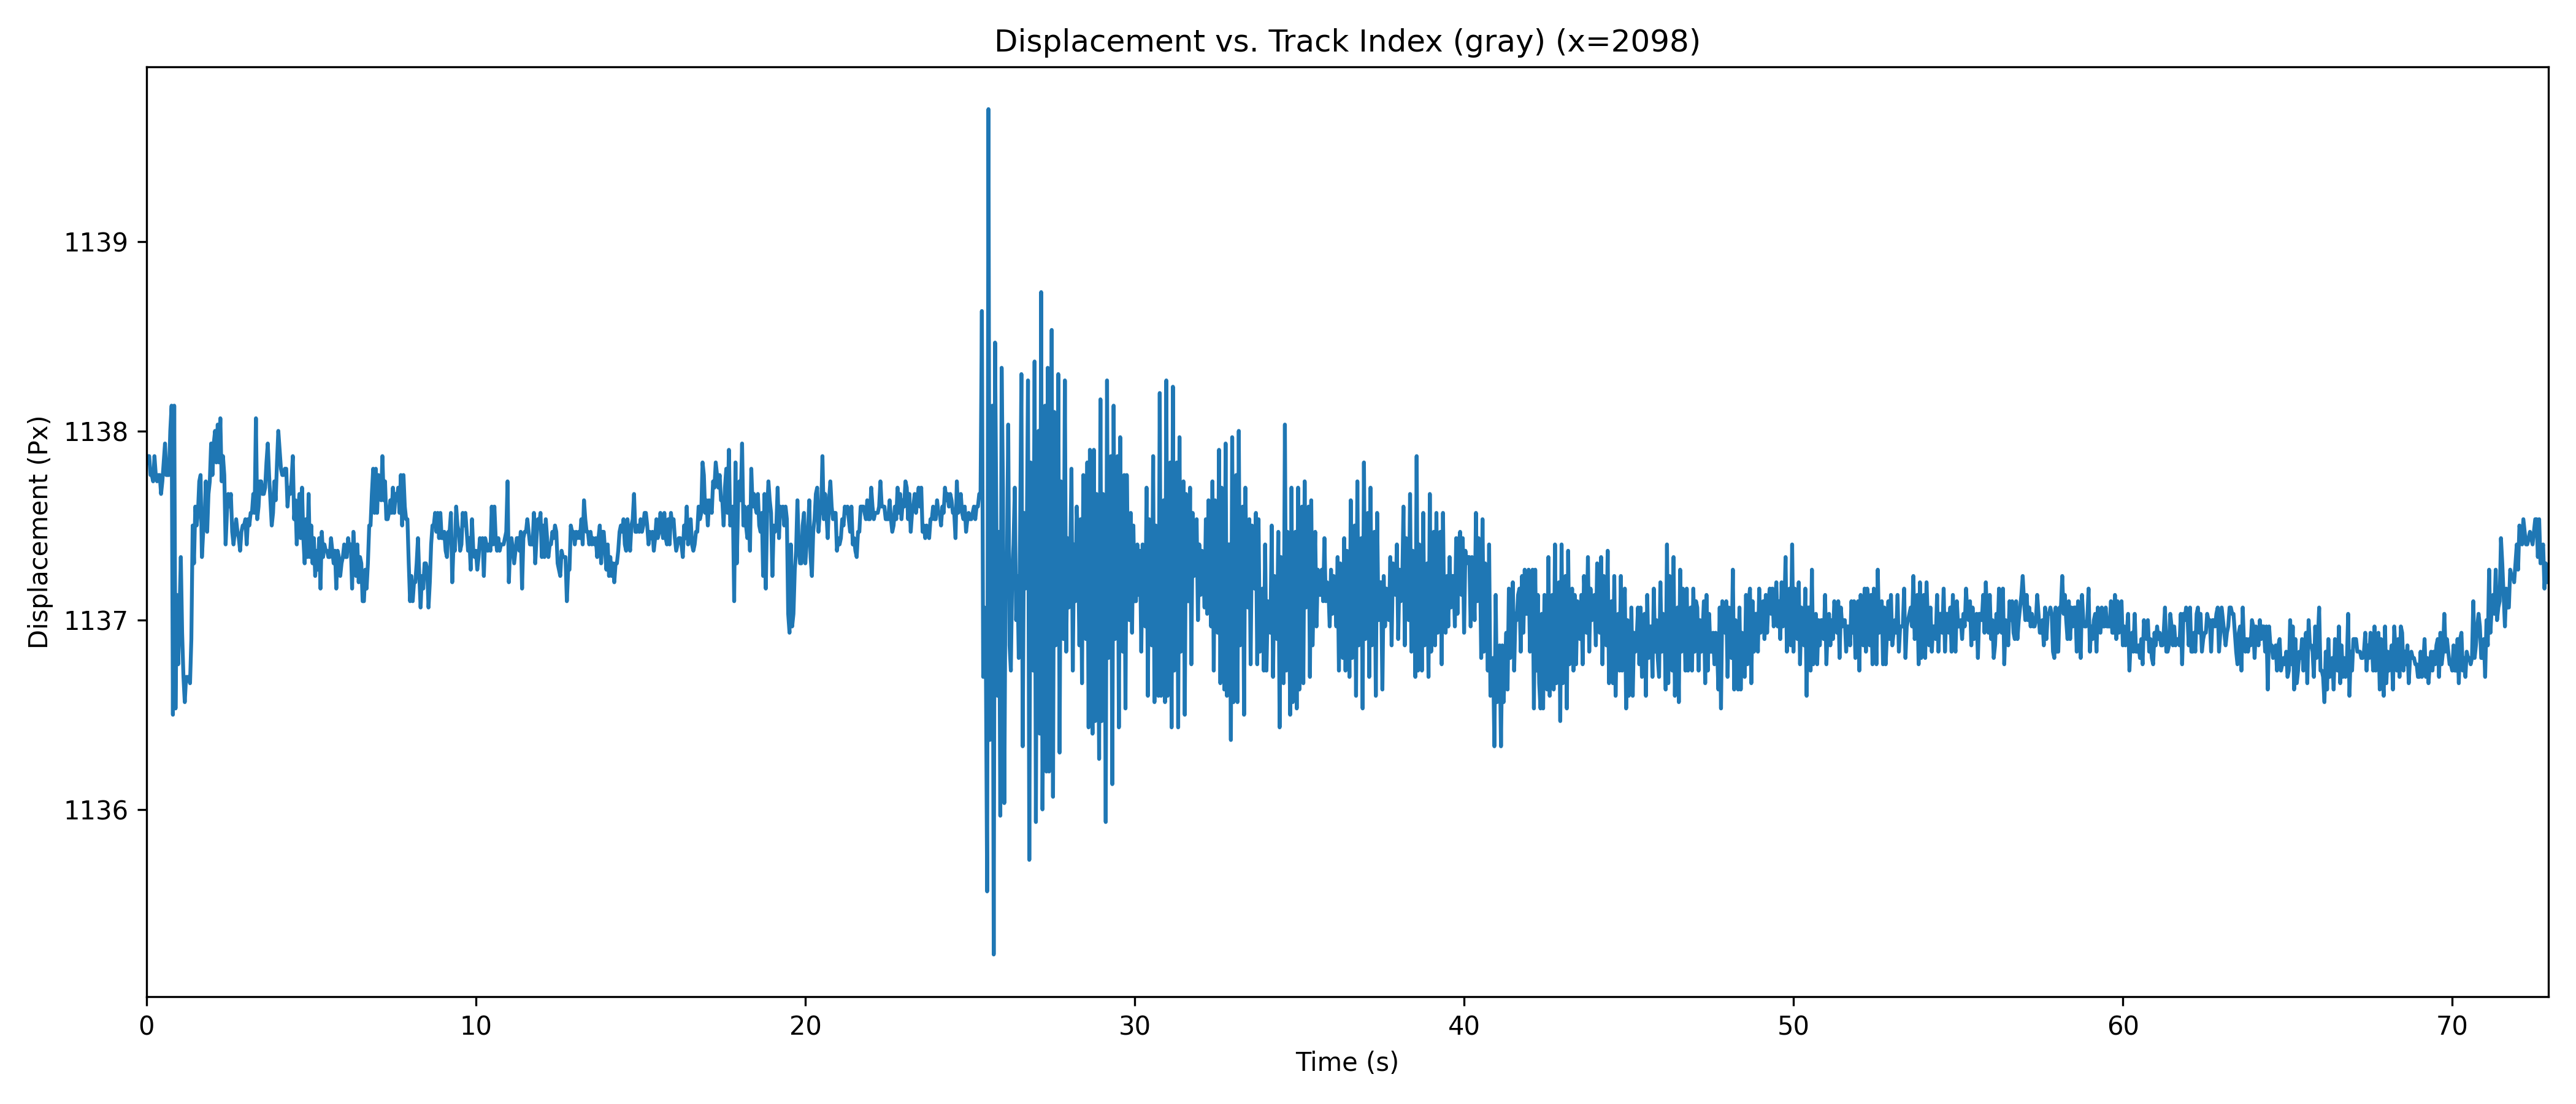 Displacement vs. Track Index (gray) (x=2098)
Displacement (Px)
1139
1138
1137
1136
0 10 20 30 40 50 60 70
Time (s)